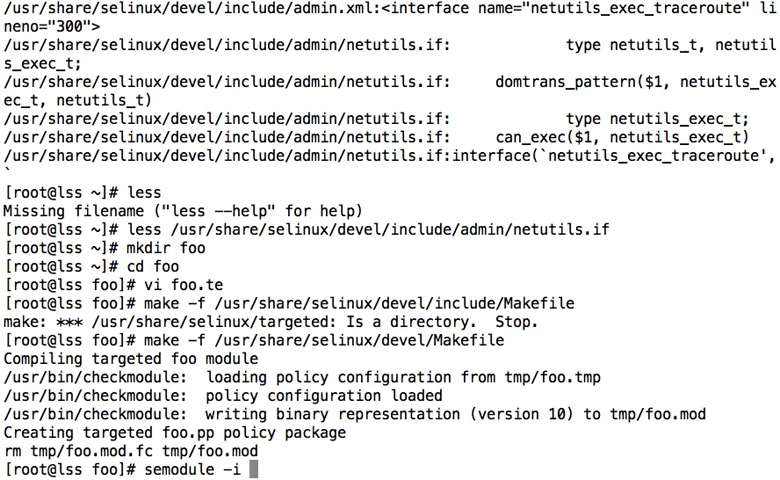 /usr/share/selinux/devel/include/admin.xml:<interface name="netutils_exec_traceroute" li
neno="300">
/usr/share/selinux/devel/include/admin/netutils.if:             type netutils_t, netutil
s_exec_t;
/usr/share/selinux/devel/include/admin/netutils.if:     domtrans_pattern($1, netutils_ex
ec_t, netutils_t)
/usr/share/selinux/devel/include/admin/netutils.if:             type netutils_exec_t;
/usr/share/selinux/devel/include/admin/netutils.if:     can_exec($1, netutils_exec_t)
/usr/share/selinux/devel/include/admin/netutils.if:interface(`netutils_exec_traceroute',
`
[root@lss ~]# less
Missing filename ("less --help" for help)
[root@lss ~]# less /usr/share/selinux/devel/include/admin/netutils.if
[root@lss ~]# mkdir foo
[root@lss ~]# cd foo
[root@lss foo]# vi foo.te
[root@lss foo]# make -f /usr/share/selinux/devel/include/Makefile
make: *** /usr/share/selinux/targeted: Is a directory.  Stop.
[root@lss foo]# make -f /usr/share/selinux/devel/Makefile
Compiling targeted foo module
/usr/bin/checkmodule:  loading policy configuration from tmp/foo.tmp
/usr/bin/checkmodule:  policy configuration loaded
/usr/bin/checkmodule:  writing binary representation (version 10) to tmp/foo.mod
Creating targeted foo.pp policy package
rm tmp/foo.mod.fc tmp/foo.mod
[root@lss foo]# semodule -i